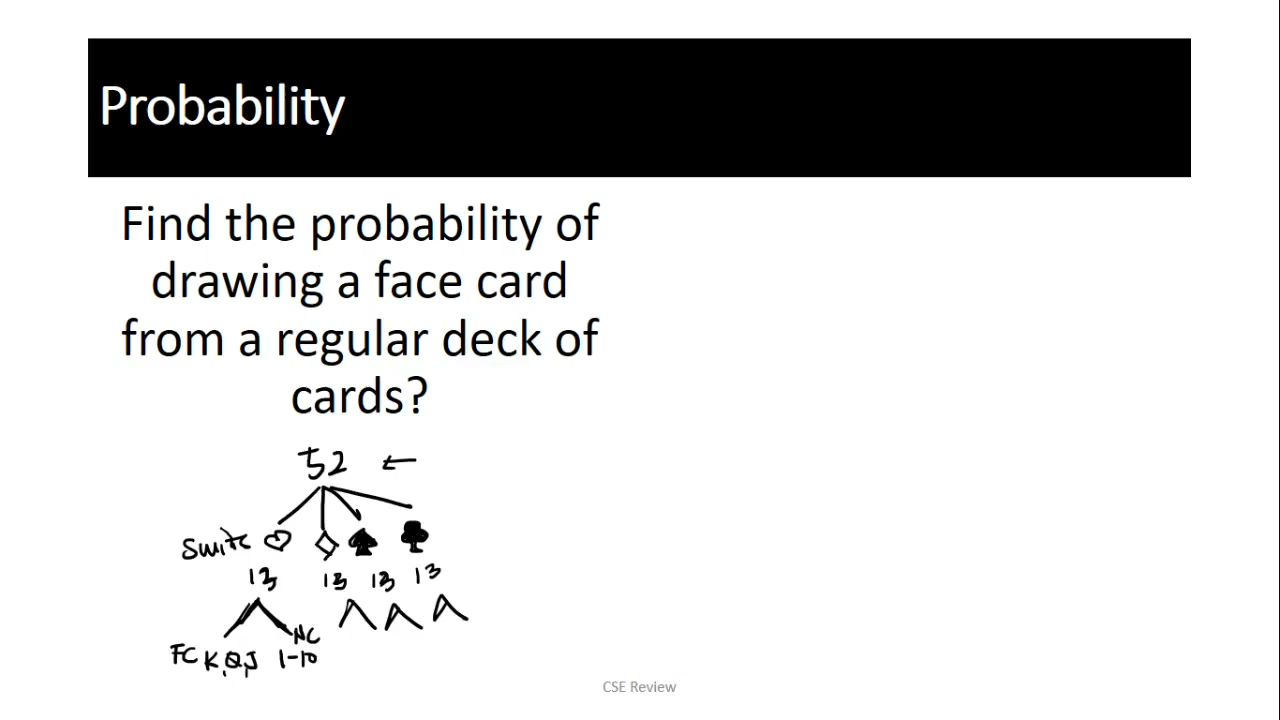 Probability
Find the probability of
drawing a face card
from a regular deck of
cards?
52 ←
Suite
13 13 13 13
NC
FC K,Q,J 1-10
CSE Review